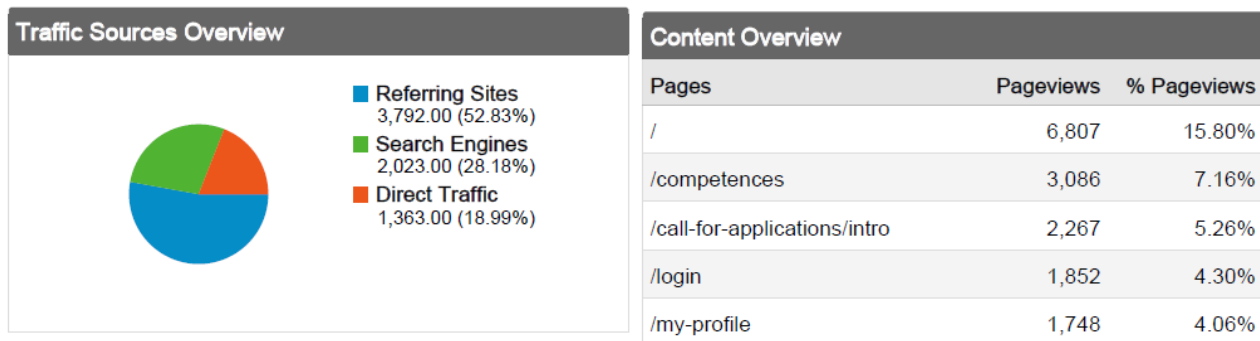 Traffic Sources Overview
Referring Sites
3,792.00 (52.83%)
Search Engines
2,023.00 (28.18%)
Direct Traffic
1,363.00 (18.99%)
Content Overview
Pages Pageviews % Pageviews
/ 6,807 15.80%
/competences 3,086 7.16%
/call-for-applications/intro 2,267 5.26%
/login 1,852 4.30%
/my-profile 1,748 4.06%